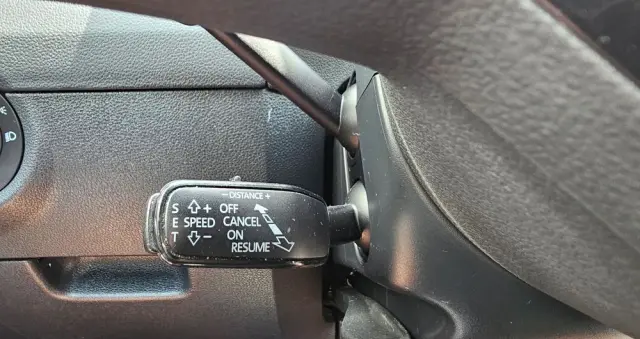 − DISTANCE +
S + OFF
E SPEED CANCEL
T − ON
RESUME